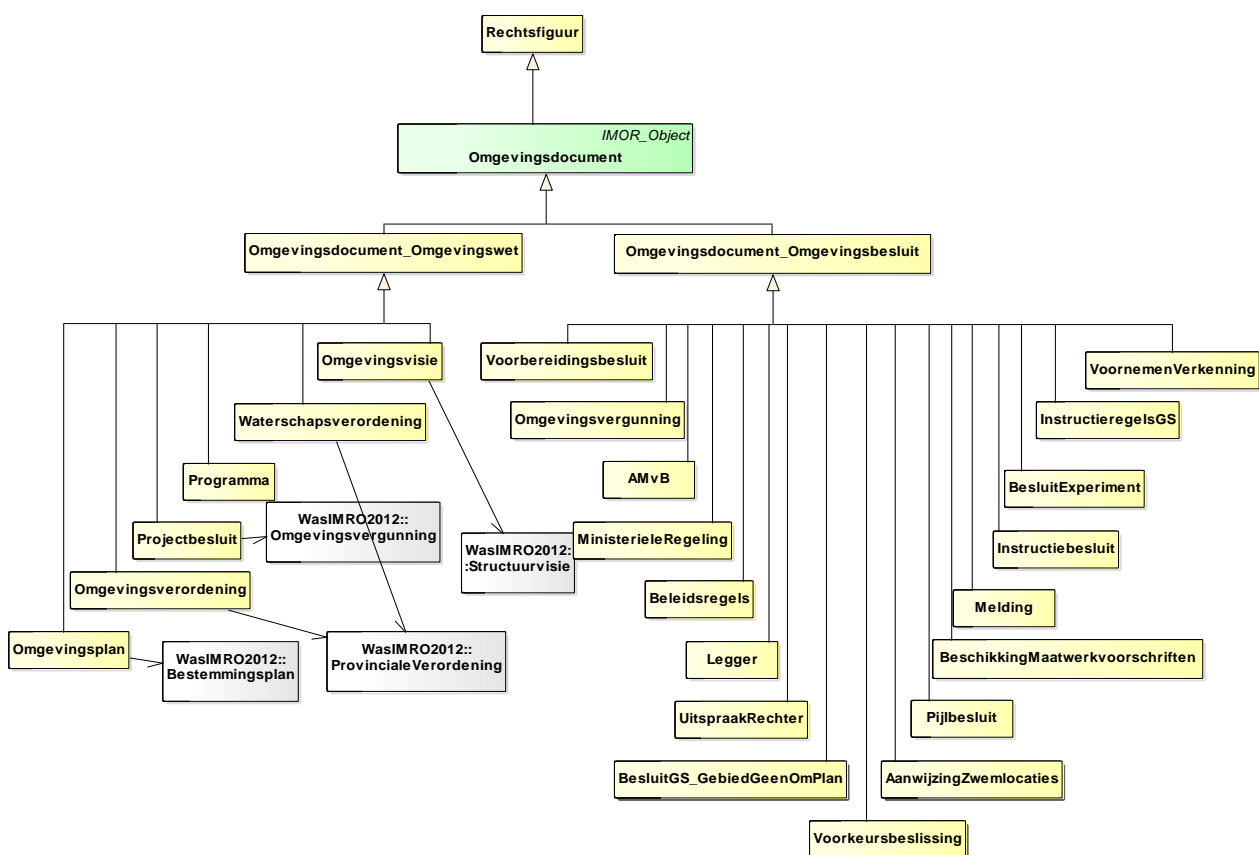 Rechtsfiguur
IMOR_Object
Omgevingsdocument
Omgevingsdocument_Omgevingswet
Omgevingsdocument_Omgevingsbesluit
Omgevingsvisie
Voorbereidingsbesluit
VoornemenVerkenning
Waterschapsverordening
Omgevingsvergunning
InstructieregelsGS
Programma
AMvB
BesluitExperiment
WasIMRO2012::
Omgevingsvergunning
Projectbesluit
WasIMRO2012:
:Structuurvisie
MinisterieleRegeling
Instructiebesluit
Omgevingsverordening
Beleidsregels
Melding
Omgevingsplan
WasIMRO2012::
Bestemmingsplan
WasIMRO2012::
ProvincialeVerordening
Legger
BeschikkingMaatwerkvoorschriften
UitspraakRechter
Pijlbesluit
BesluitGS_GebiedGeenOmPlan
AanwijzingZwemlocaties
Voorkeursbeslissing